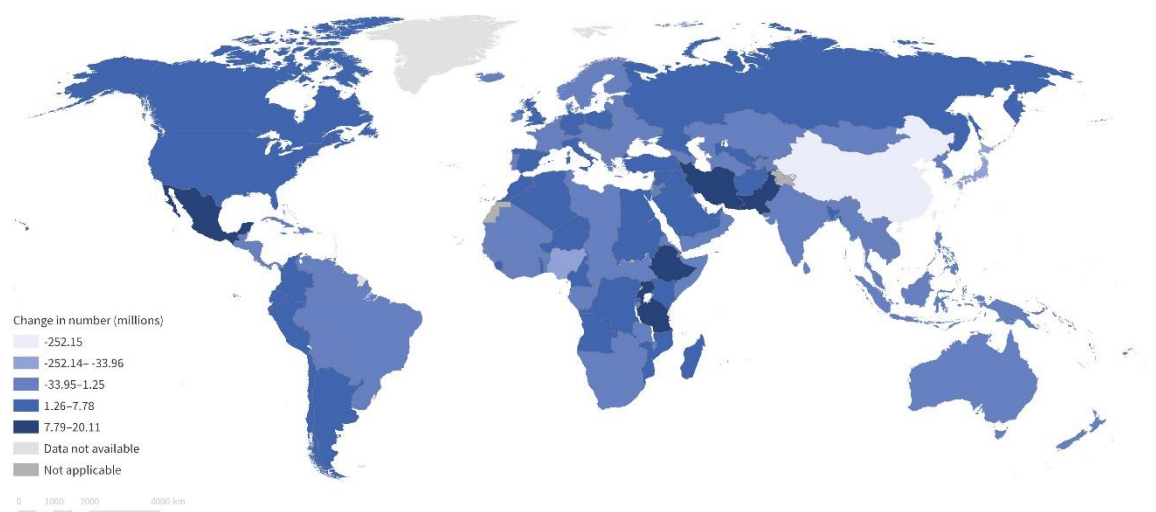 Change in number (millions)
-252.15
-252.14– -33.96
-33.95–1.25
1.26–7.78
7.79–20.11
Data not available
Not applicable
0 1000 2000 4000 km